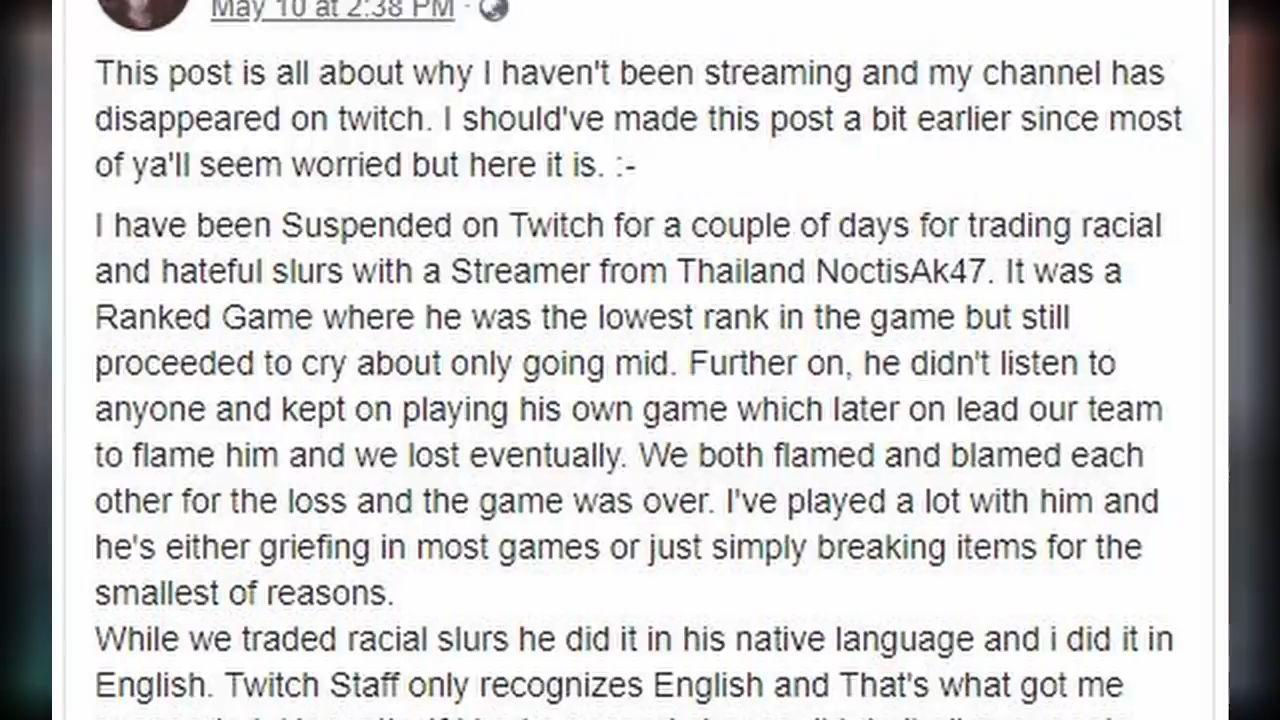 May 10 at 2:38 PM ·
This post is all about why I haven't been streaming and my channel has
disappeared on twitch. I should've made this post a bit earlier since most
of ya'll seem worried but here it is. :-
I have been Suspended on Twitch for a couple of days for trading racial
and hateful slurs with a Streamer from Thailand NoctisAk47. It was a
Ranked Game where he was the lowest rank in the game but still
proceeded to cry about only going mid. Further on, he didn't listen to
anyone and kept on playing his own game which later on lead our team
to flame him and we lost eventually. We both flamed and blamed each
other for the loss and the game was over. I've played a lot with him and
he's either griefing in most games or just simply breaking items for the
smallest of reasons.
While we traded racial slurs he did it in his native language and i did it in
English. Twitch Staff only recognizes English and That's what got me